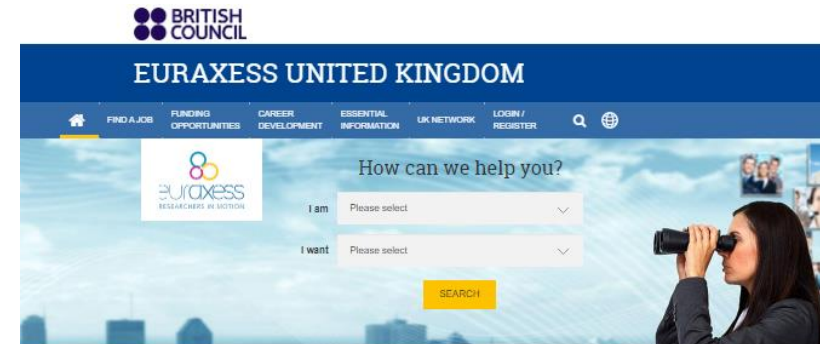 BRITISH
COUNCIL
EURAXESS UNITED KINGDOM
FIND A JOB
FUNDING
OPPORTUNITIES
CAREER
DEVELOPMENT
ESSENTIAL
INFORMATION
UK NETWORK
LOGIN /
REGISTER
How can we help you?
euraxess
RESEARCHERS IN MOTION
I am
Please select
I want
Please select
SEARCH